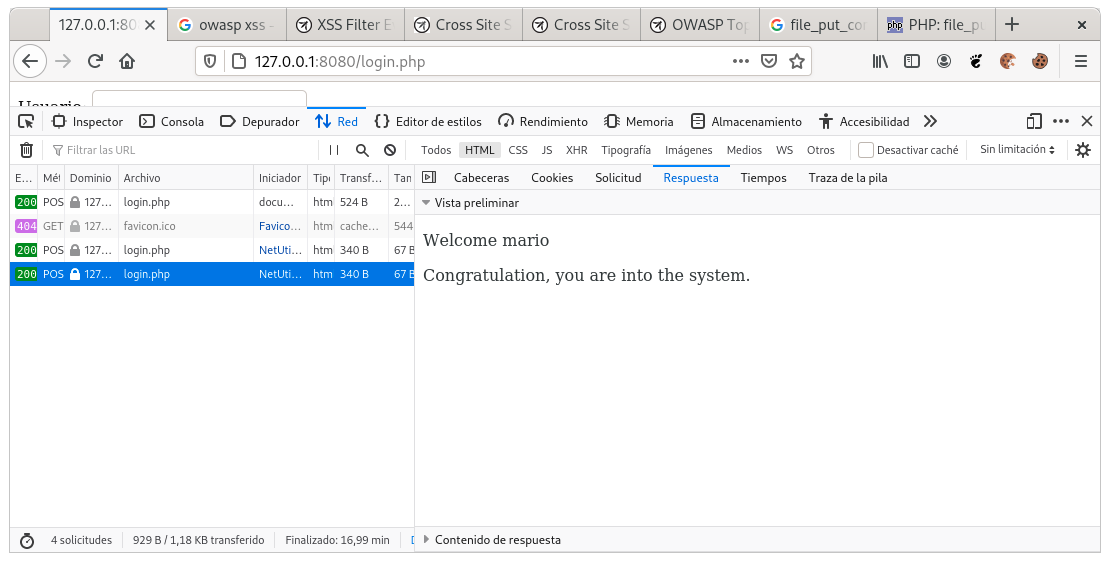 127.0.0.1:80 owasp xss - XSS Filter E Cross Site S Cross Site S OWASP Top file_put_con PHP: file_pu
127.0.0.1:8080/login.php
Usuario
Inspector Consola Depurador Red Editor de estilos Rendimiento Memoria Almacenamiento Accesibilidad
Filtrar las URL Todos HTML CSS JS XHR Tipografía Imágenes Medios WS Otros Desactivar caché Sin limitación
E... Mét Dominio Archivo Iniciador Tipo Transf... Tam Cabeceras Cookies Solicitud Respuesta Tiempos Traza de la pila
200 POS 127... login.php docu... htm 524 B 2...
Vista preliminar
404 GET 127... favicon.ico Favico... htm cache... 544
200 POS 127... login.php NetUti... htm 340 B 67 B
200 POS 127... login.php NetUti... htm 340 B 67 B
Welcome mario
Congratulation, you are into the system.
4 solicitudes 929 B / 1,18 KB transferido Finalizado: 16,99 min
Contenido de respuesta